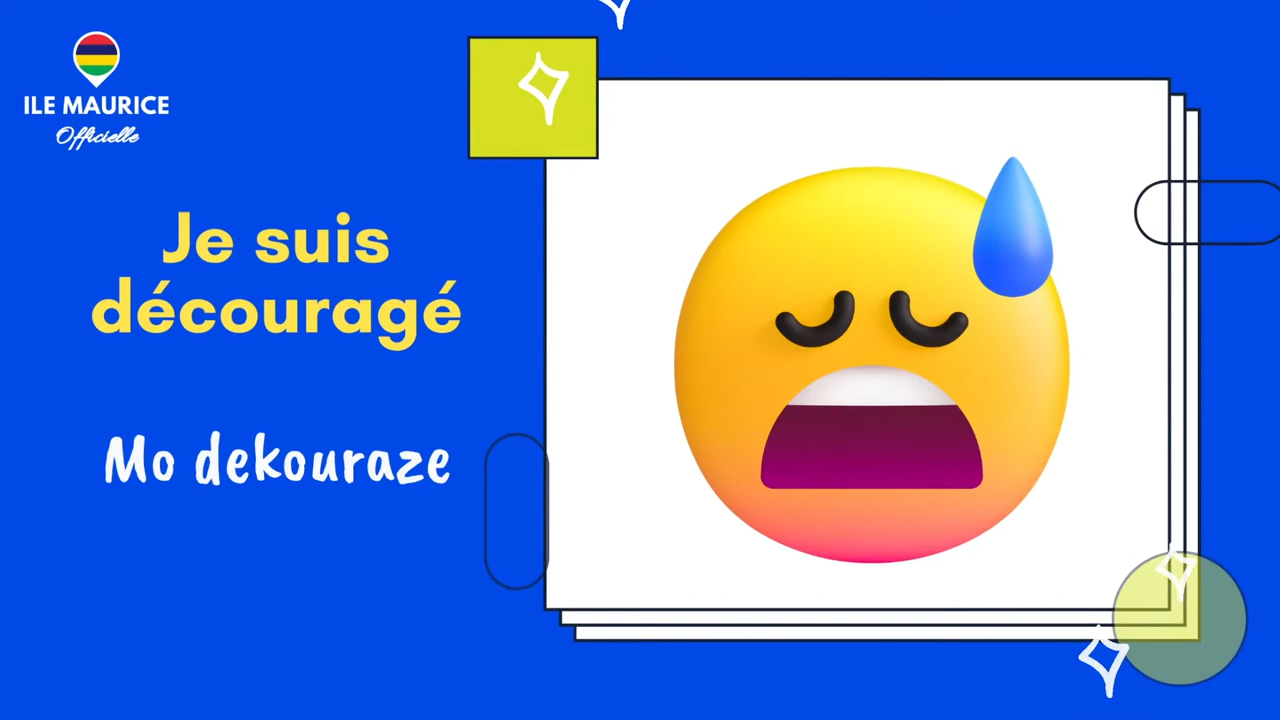 ILE MAURICE
Officielle
Je suis
découragé
Mo dekouraze